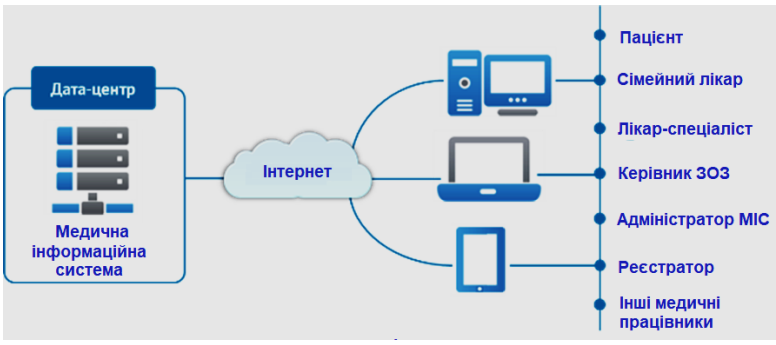 Дата-центр
Медична
інформаційна
система
Інтернет
Пацієнт
Сімейний лікар
Лікар-спеціаліст
Керівник ЗОЗ
Адміністратор МІС
Реєстратор
Інші медичні
працівники